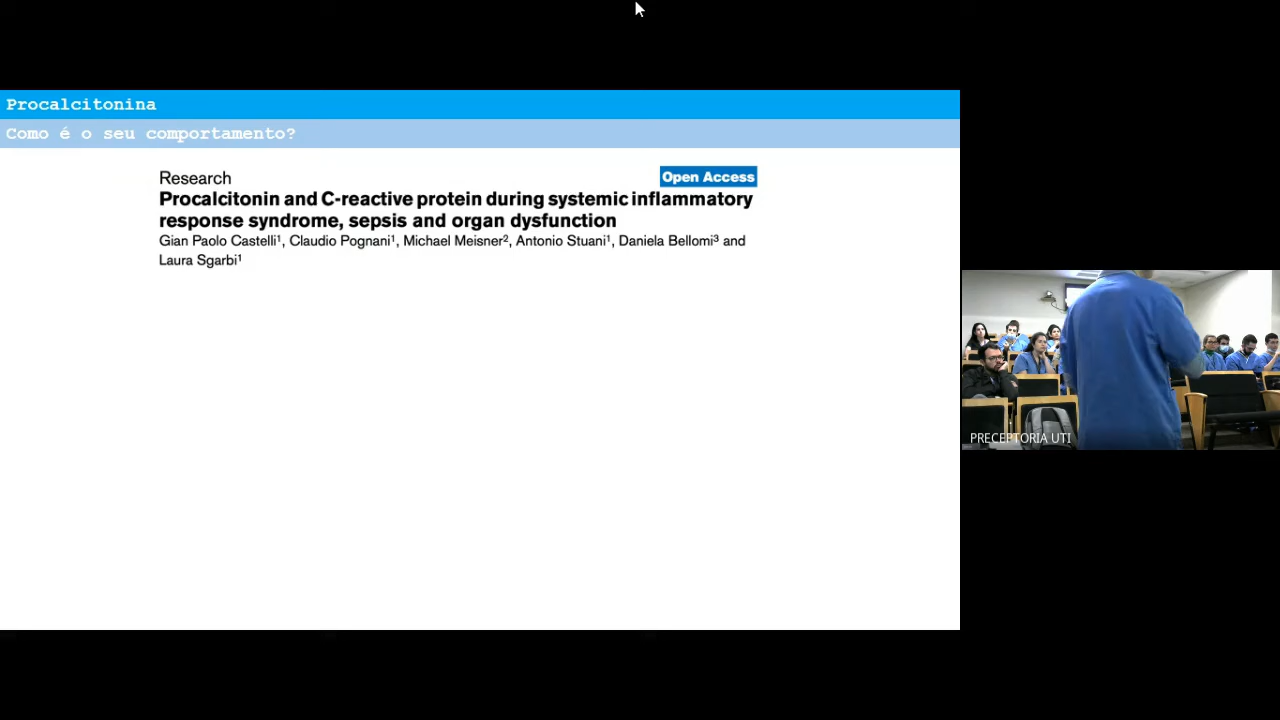 Procalcitonina
Como é o seu comportamento?
Research
Open Access
Procalcitonin and C-reactive protein during systemic inflammatory
response syndrome, sepsis and organ dysfunction
Gian Paolo Castelli¹, Claudio Pognani¹, Michael Meisner², Antonio Stuani¹, Daniela Bellomi³ and
Laura Sgarbi¹
PRECEPTORIA UTI